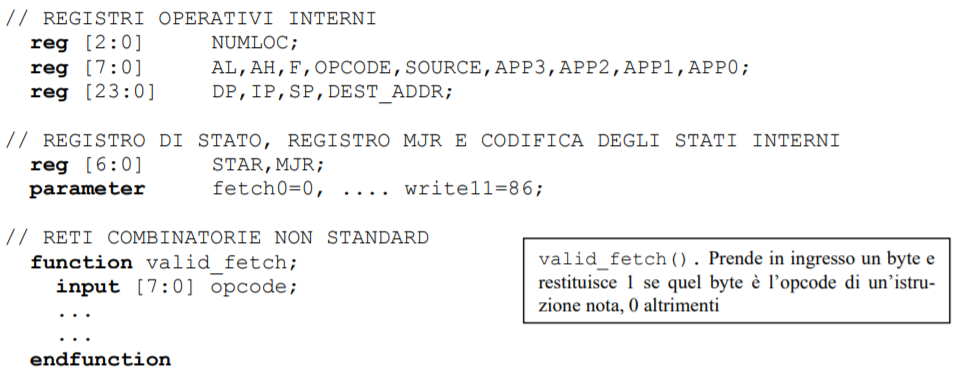 // REGISTRI OPERATIVI INTERNI
reg [2:0] NUMLOC;
reg [7:0] AL,AH,F,OPCODE,SOURCE,APP3,APP2,APP1,APP0;
reg [23:0] DP,IP,SP,DEST_ADDR;
// REGISTRO DI STATO, REGISTRO MJR E CODIFICA DEGLI STATI INTERNI
reg [6:0] STAR,MJR;
parameter fetch0=0, .... write11=86;
// RETI COMBINATORIE NON STANDARD
function valid_fetch;
input [7:0] opcode;
...
...
endfunction
valid_fetch(). Prende in ingresso un byte e
restituisce 1 se quel byte è l'opcode di un'istru-
zione nota, 0 altrimenti